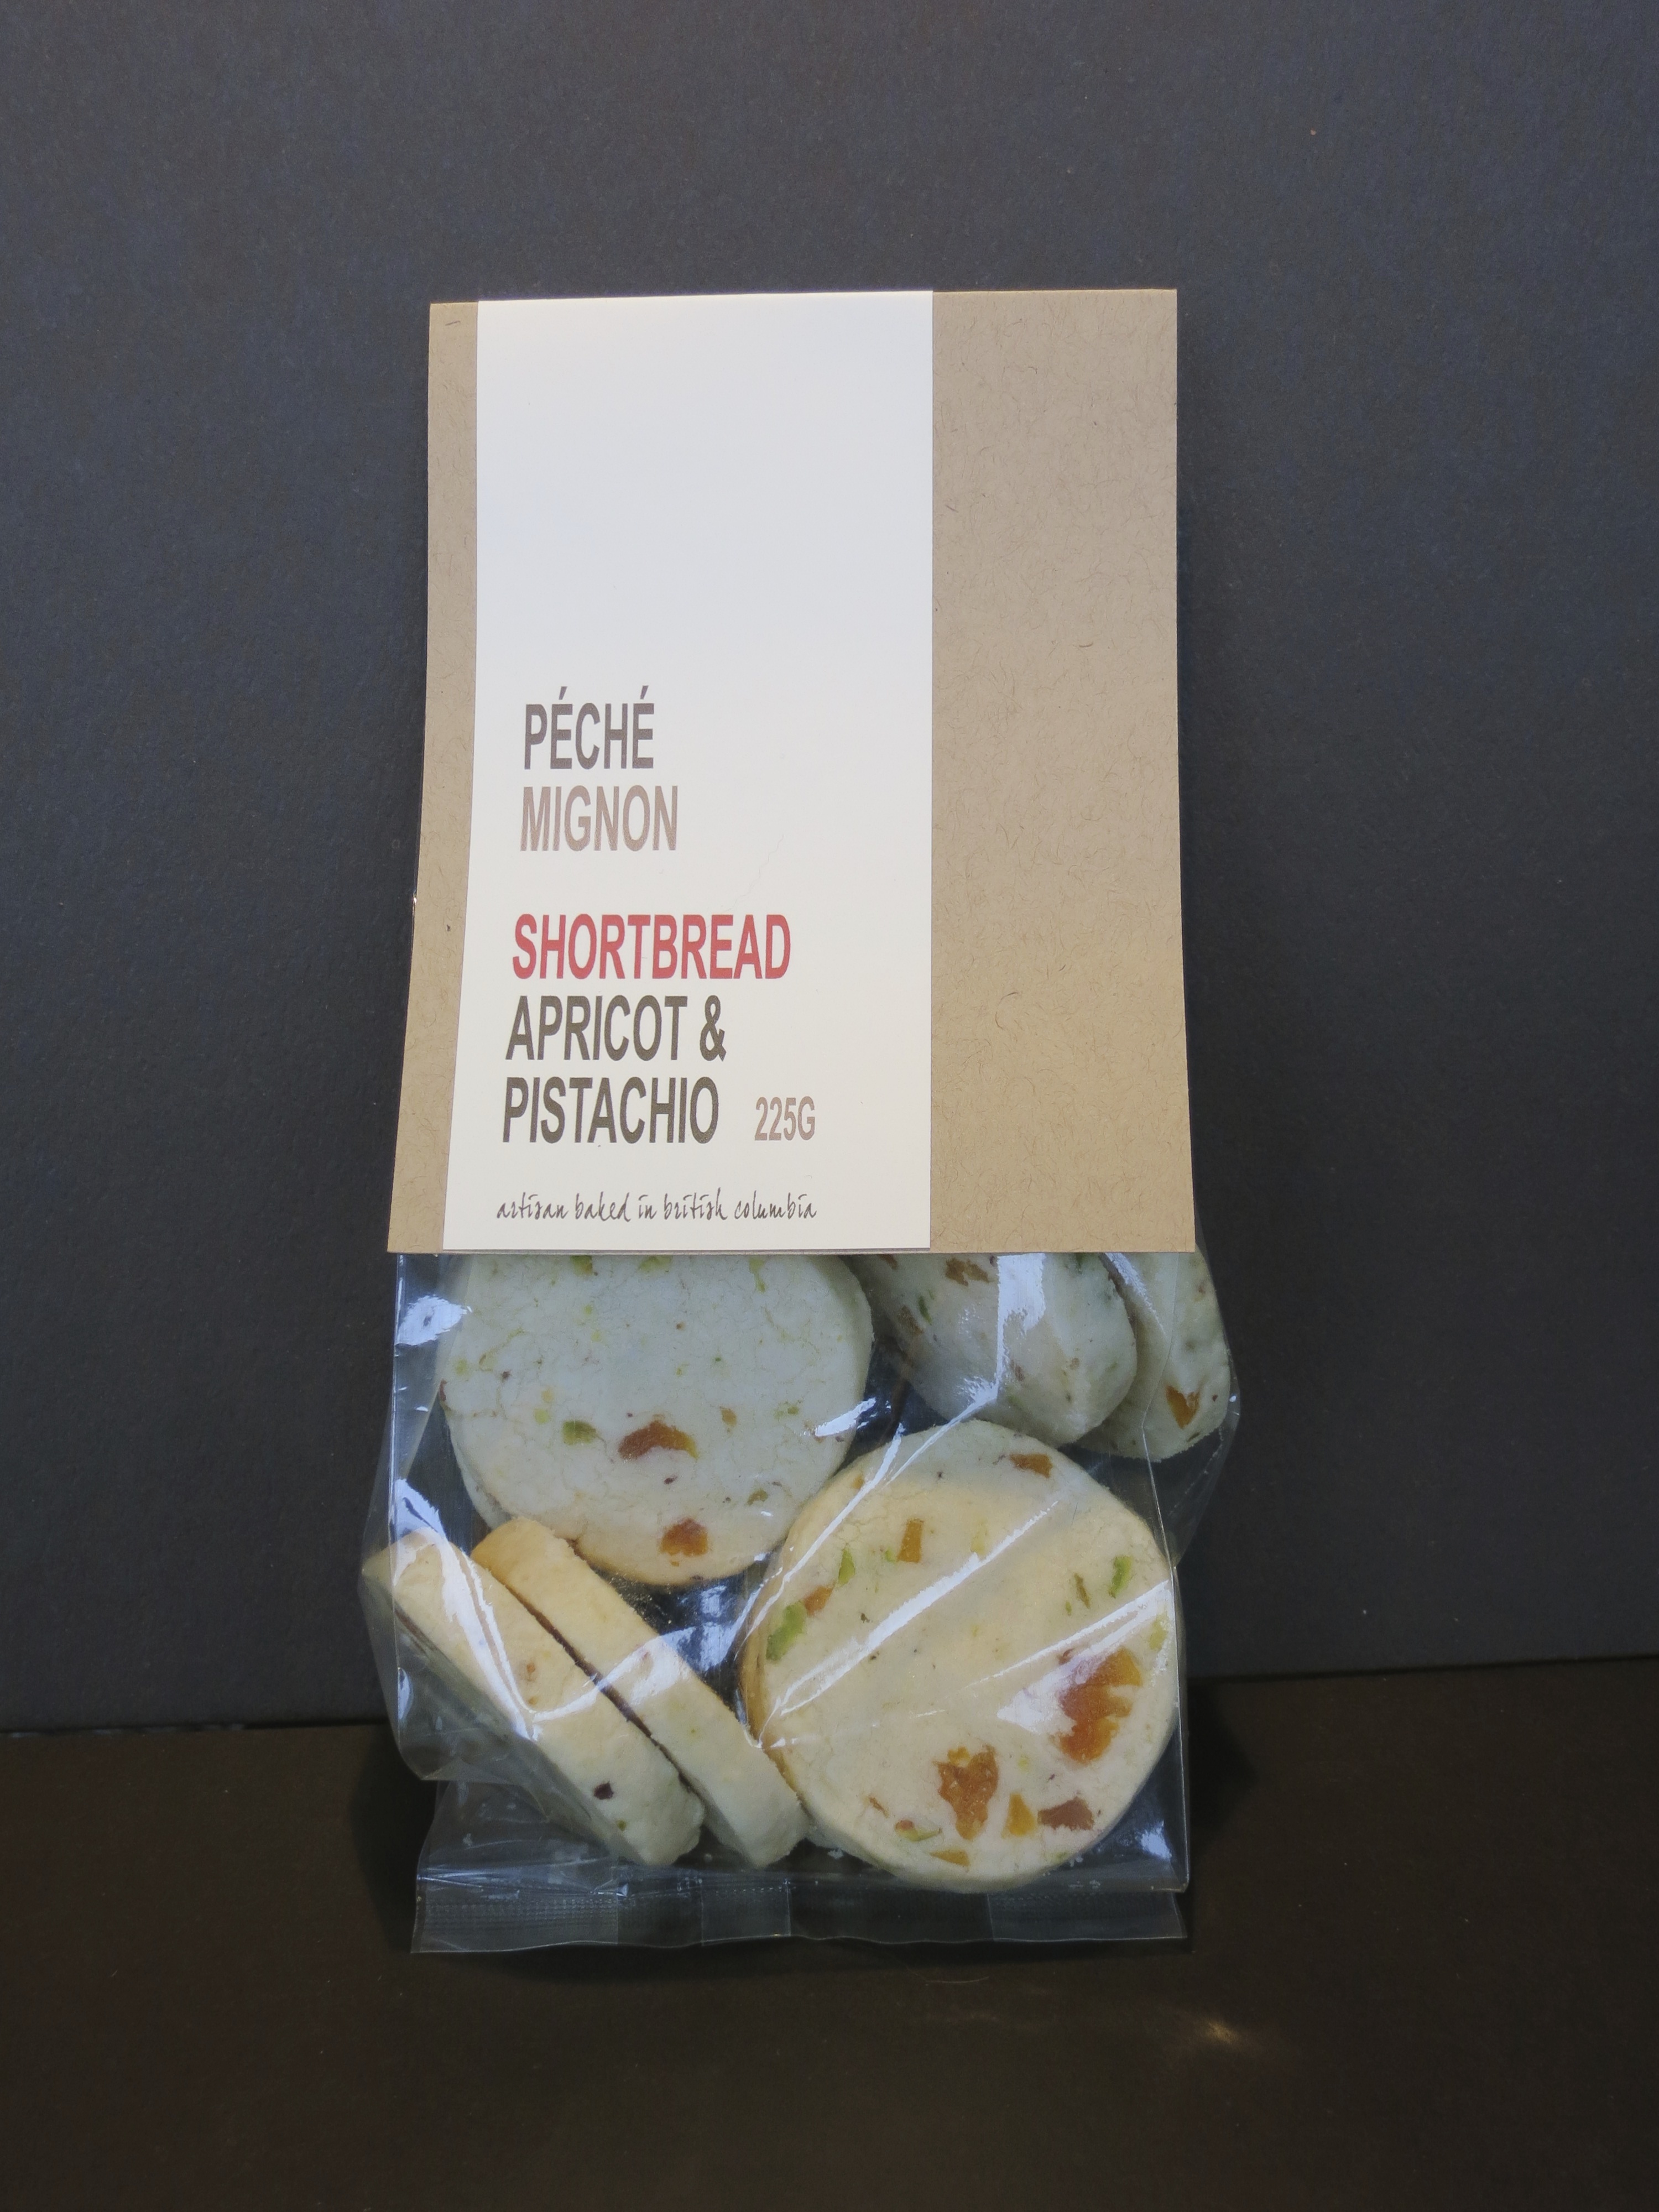 PÉCHÉ
MIGNON
SHORTBREAD
APRICOT &
PISTACHIO 225G
artisan baked in british columbia